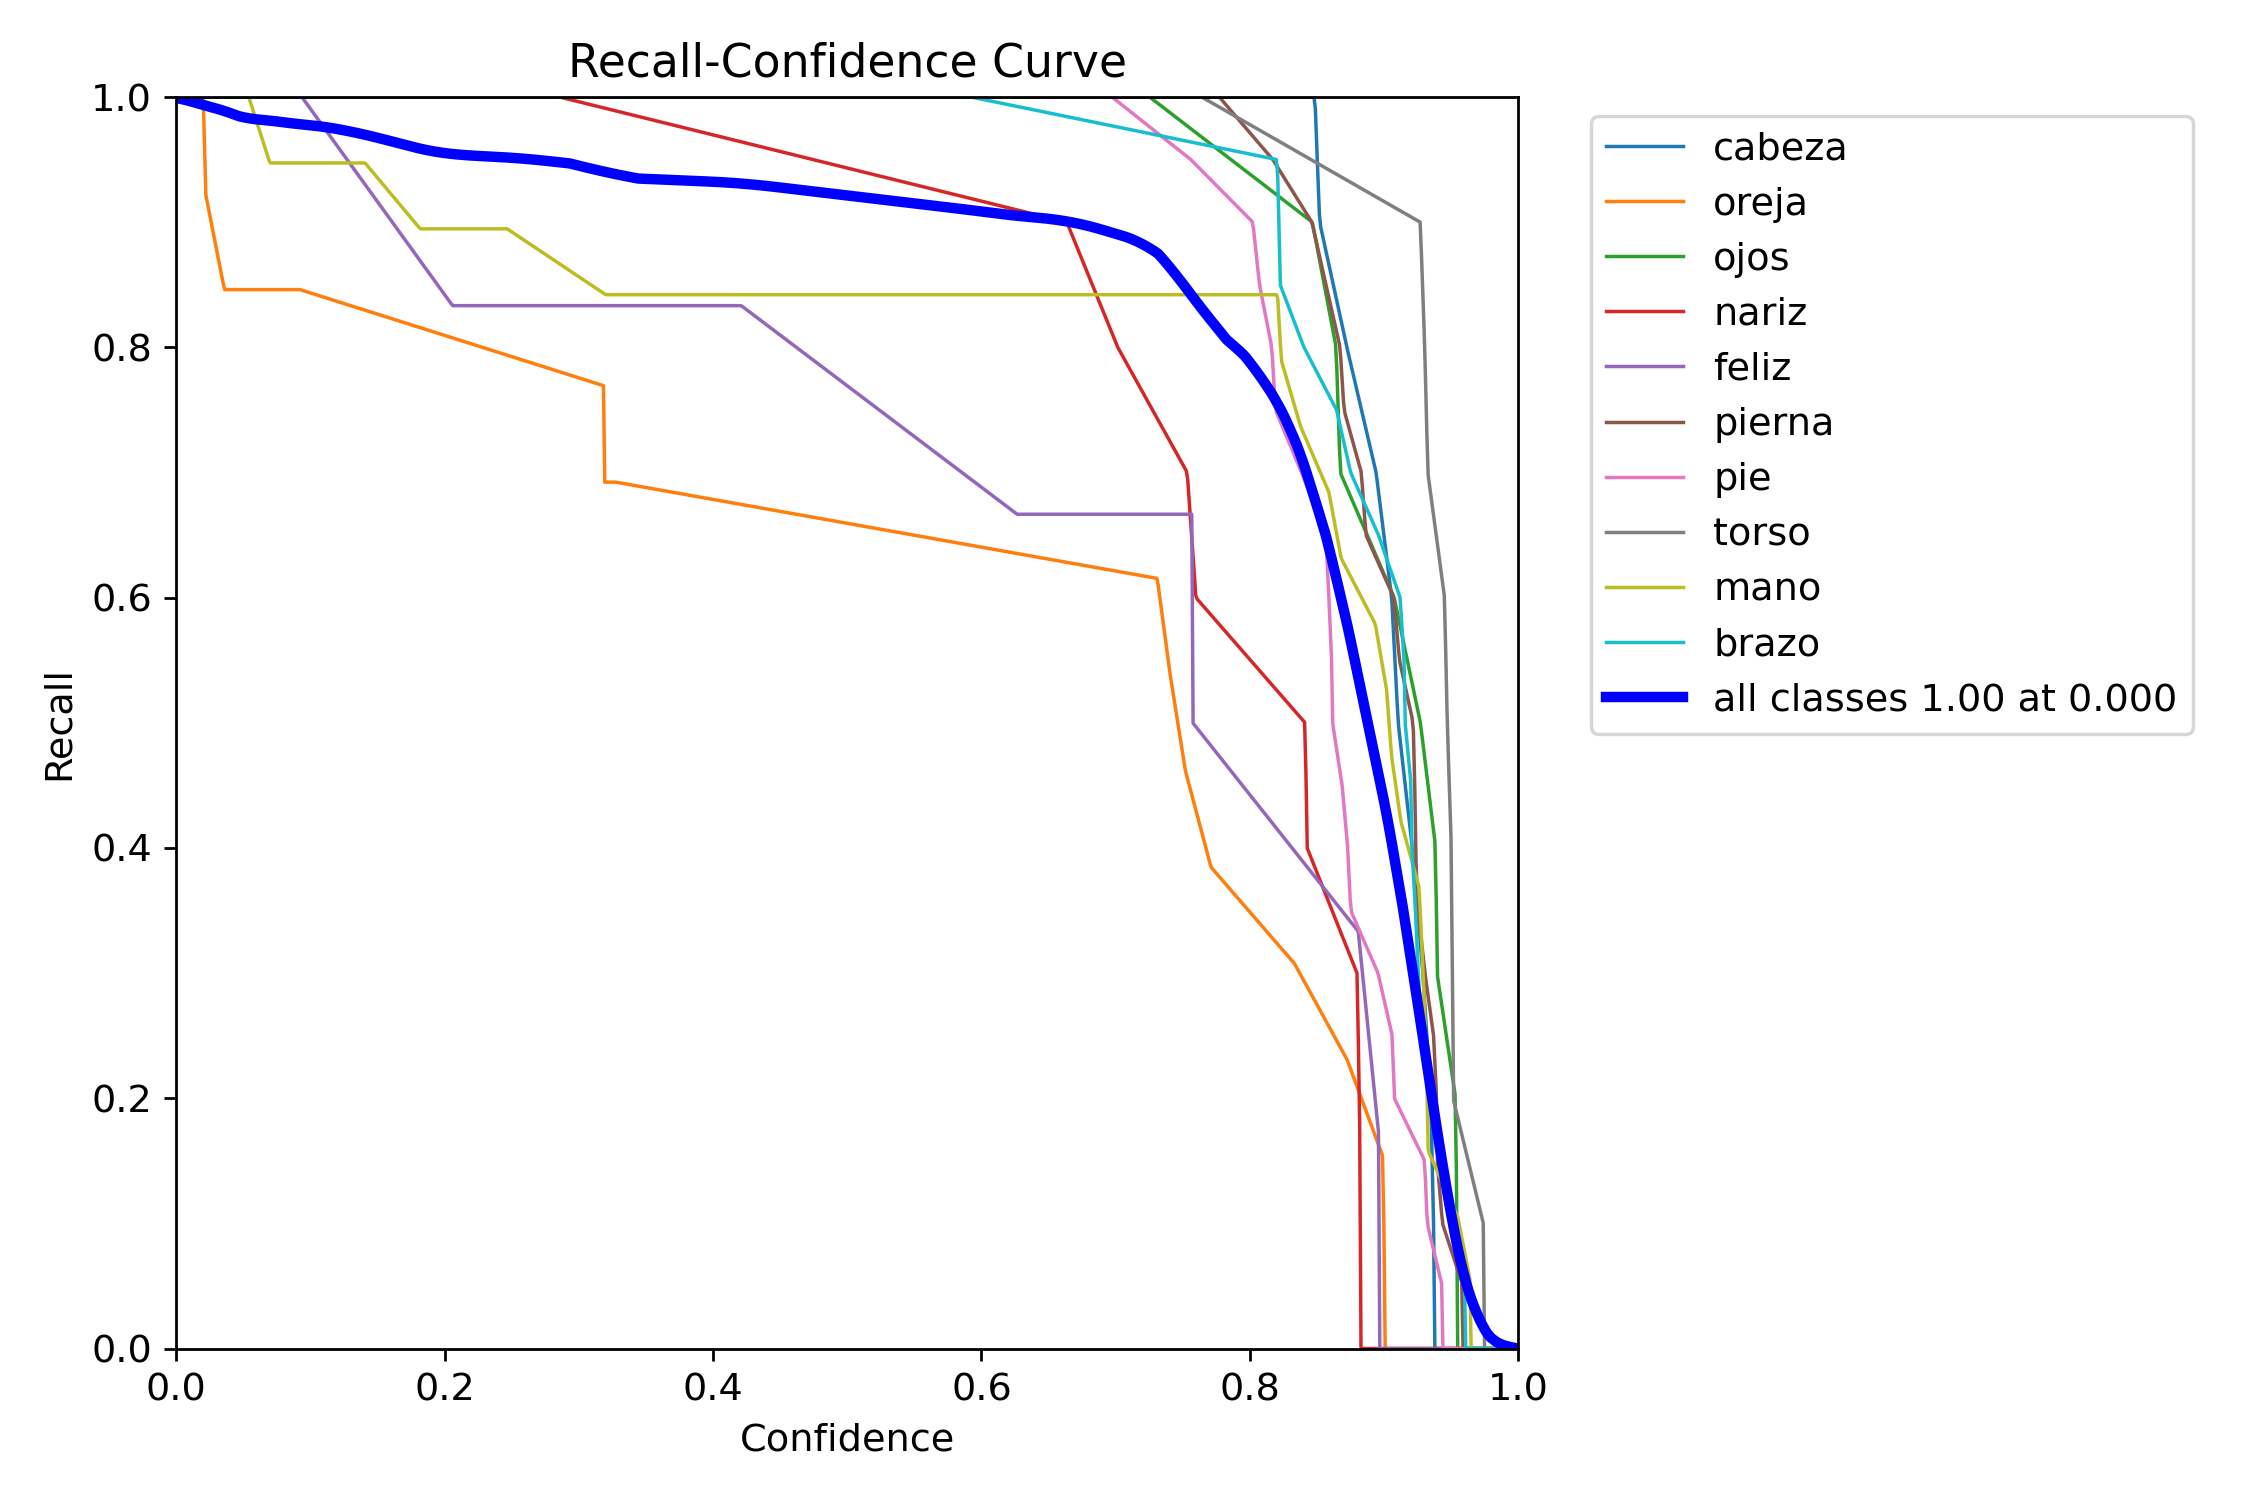 Recall-Confidence Curve
1.0
0.8
0.6
0.4
0.2
0.0
Recall
0.0 0.2 0.4 0.6 0.8 1.0
Confidence
cabeza
oreja
ojos
nariz
feliz
pierna
pie
torso
mano
brazo
all classes 1.00 at 0.000